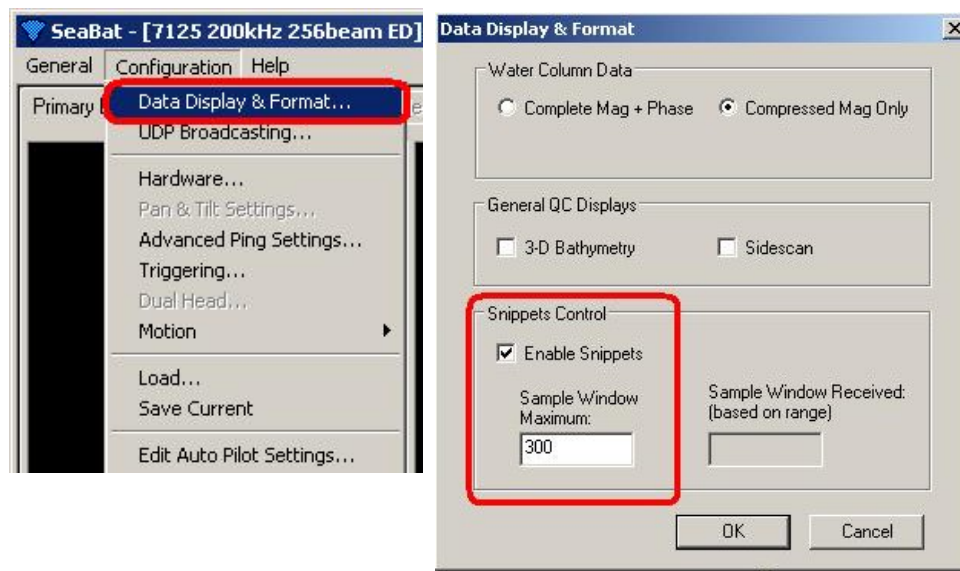 SeaBat - [7125 200kHz 256beam ED]
General Configuration Help
Primary
Data Display & Format...
UDP Broadcasting...
Hardware...
Pan & Tilt Settings...
Advanced Ping Settings...
Triggering...
Dual Head...
Motion
Load...
Save Current
Edit Auto Pilot Settings...
Data Display & Format
Water Column Data
Complete Mag + Phase Compressed Mag Only
General QC Displays
3-D Bathymetry Sidescan
Snippets Control
Enable Snippets
Sample Window
Maximum:
300
Sample Window Received:
(based on range)
OK Cancel